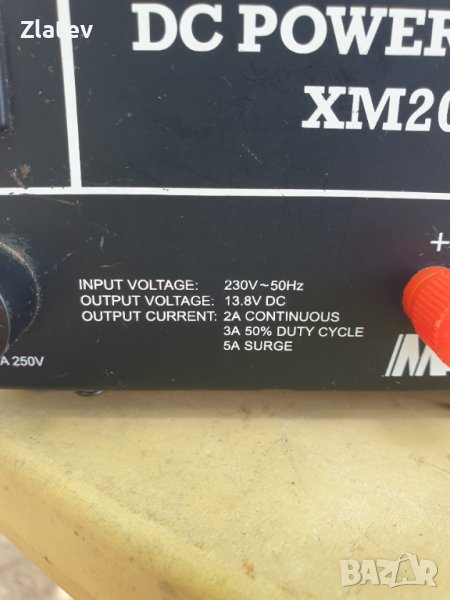 Zlatev
DC POWER
XM20
+
INPUT VOLTAGE: 230V~50Hz
OUTPUT VOLTAGE: 13.8V DC
OUTPUT CURRENT: 2A CONTINUOUS
3A 50% DUTY CYCLE
5A SURGE
A 250V
BAZAR